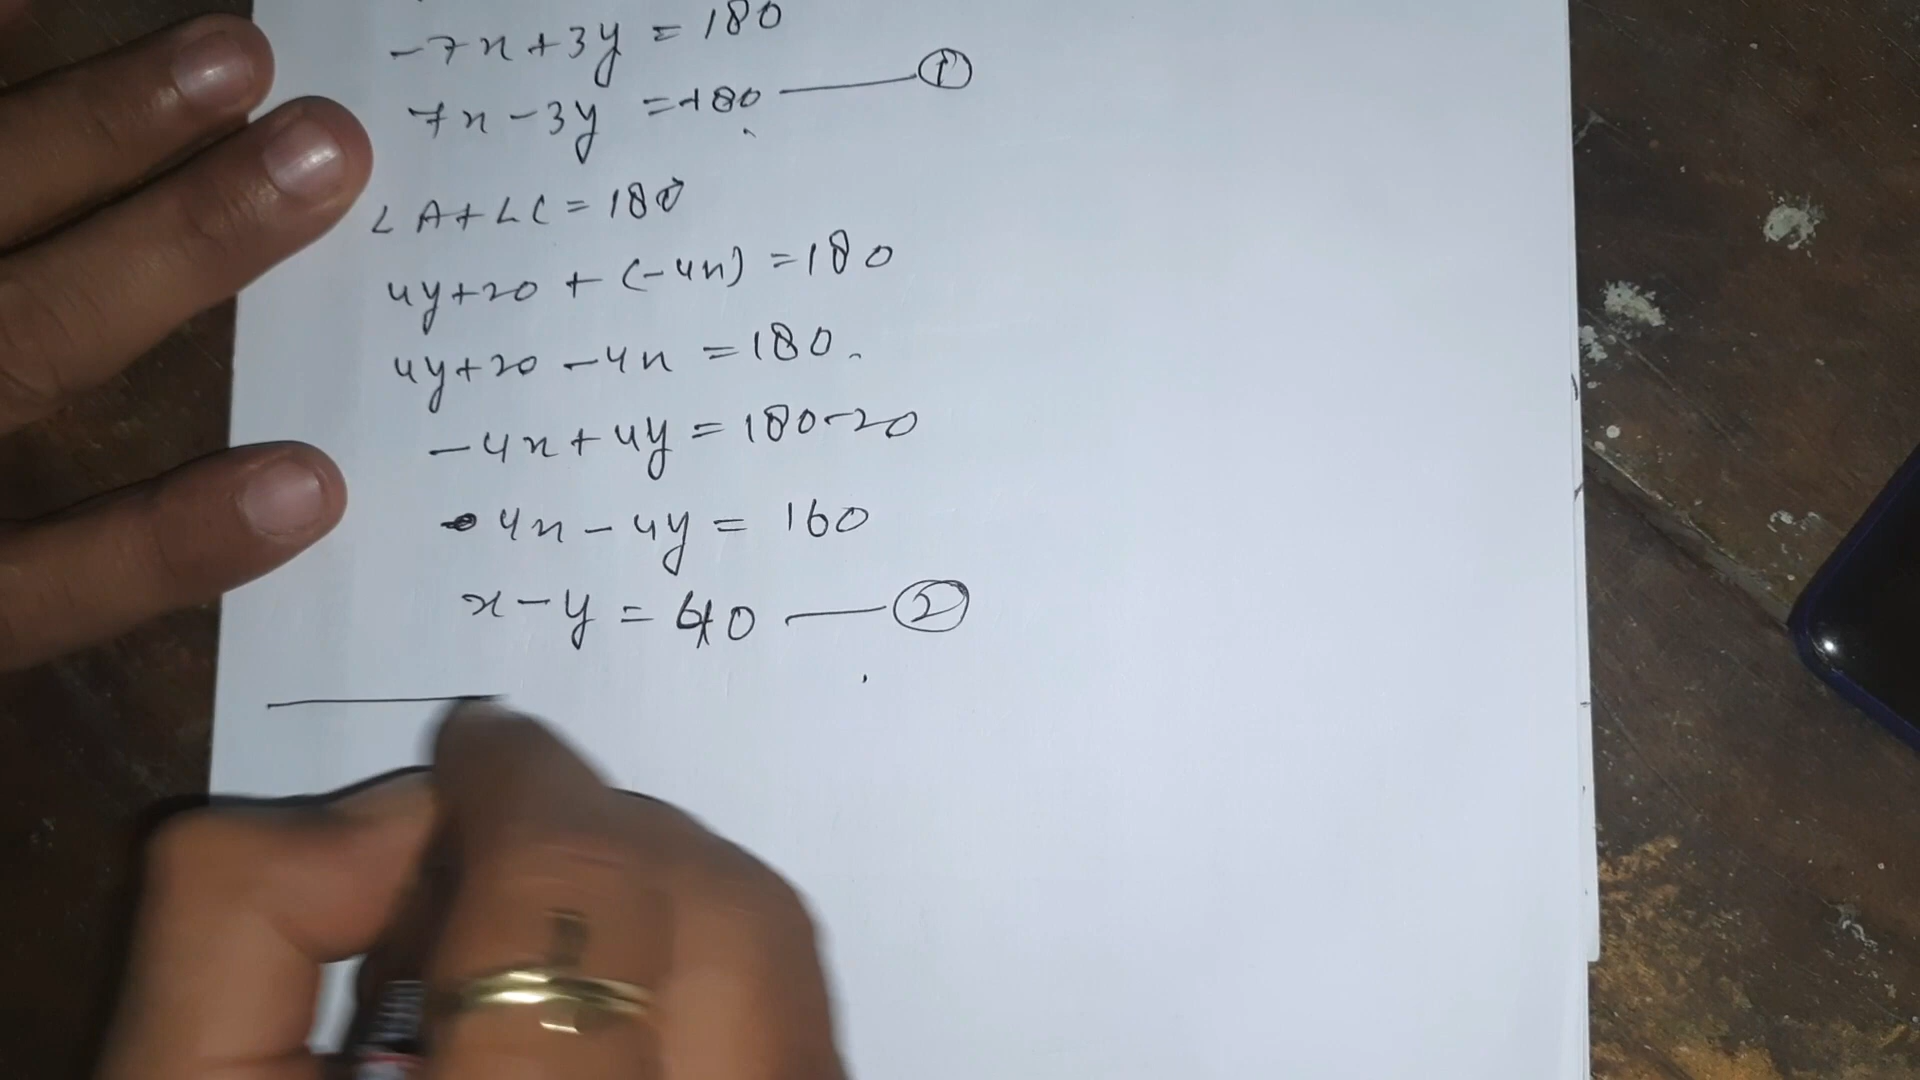 -7x+3y = 180
7x-3y =-180 ——— ①
∠A+∠C = 180°
4y+20 + (-4x) = 180
4y+20 -4x = 180
-4x+4y = 180-20
4x-4y = 160
x-y = 40 —— ②